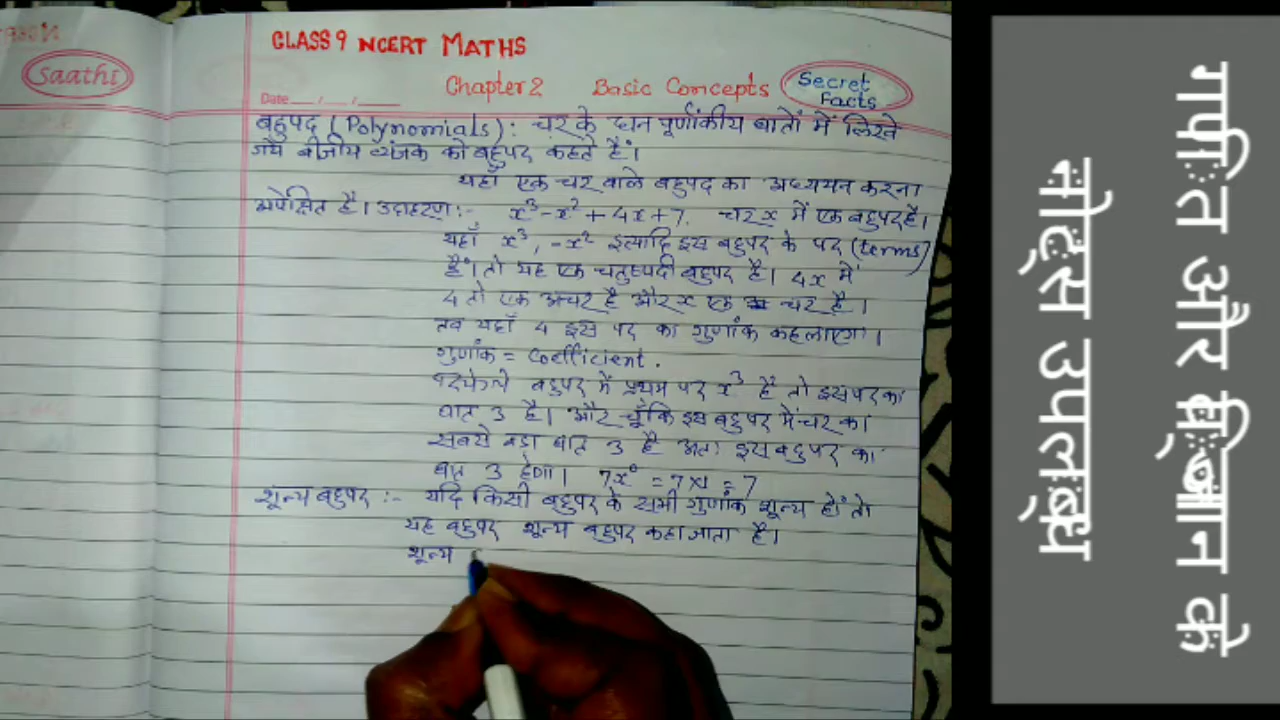 saathi
CLASS 9 NCERT MATHS
Chapter 2 Basic Concepts Secret Facts
Date
बहुपद (Polynomials): चर के घात पूर्णांकीय घातों में लिखे
गये बीजीय व्यंजक को बहुपद कहते हैं।
यहाँ एक चर वाले बहुपद का अध्ययन करना
अपेक्षित है। उदाहरण:- x³-x²+4x+7, चर x में एक बहुपद है।
यहाँ x³, -x² इत्यादि इस बहुपद के पद (terms)
हैं। तो यह एक चतुष्पदी बहुपद है। 4x में
4 तो एक अचर है और x एक चर है।
तब यहाँ 4 इस पद का गुणांक कहलाएगा।
गुणांक = Coefficient.
बहुपद में प्रथम पद x³ है तो इस पद का
घात 3 है। और चूँकि इस बहुपद में चर का
सबसे बड़ा घात 3 है अतः इस बहुपद का
घात 3 होगा। 7x⁰ = 7×1 = 7
शून्य बहुपद :- यदि किसी बहुपद के सभी गुणांक शून्य हों तो
यह बहुपद शून्य बहुपद कहा जाता है।
शून्य
गणित और विज्ञान के
नोट्स उपलब्ध